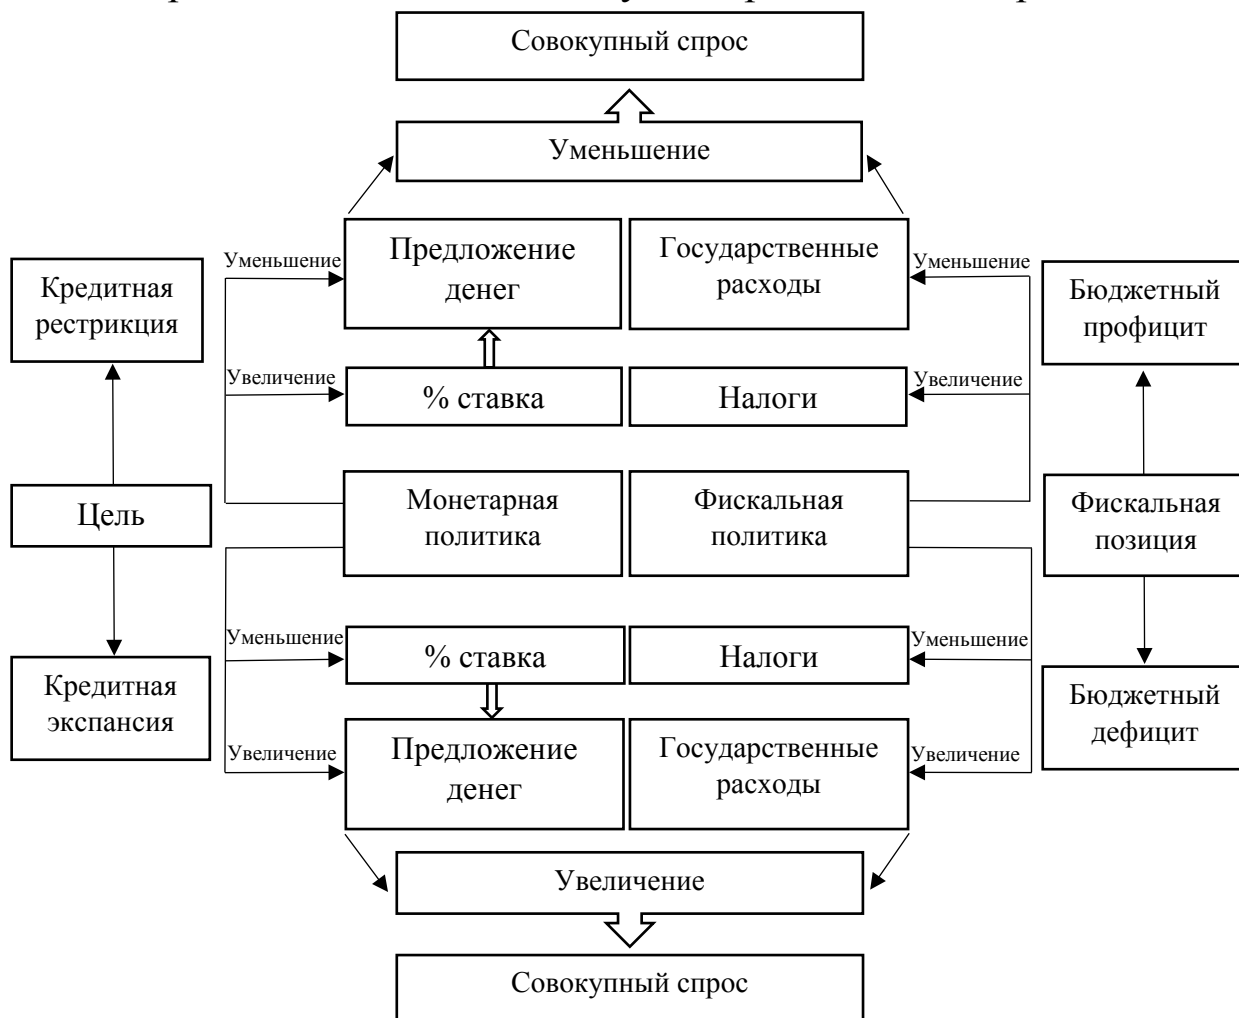 Совокупный спрос
Уменьшение
Предложение
денег
Государственные
расходы
Уменьшение
Уменьшение
Кредитная
рестрикция
Бюджетный
профицит
Увеличение
% ставка
Налоги
Увеличение
Цель
Монетарная
политика
Фискальная
политика
Фискальная
позиция
Уменьшение
% ставка
Налоги
Уменьшение
Кредитная
экспансия
Бюджетный
дефицит
Увеличение
Предложение
денег
Государственные
расходы
Увеличение
Увеличение
Совокупный спрос